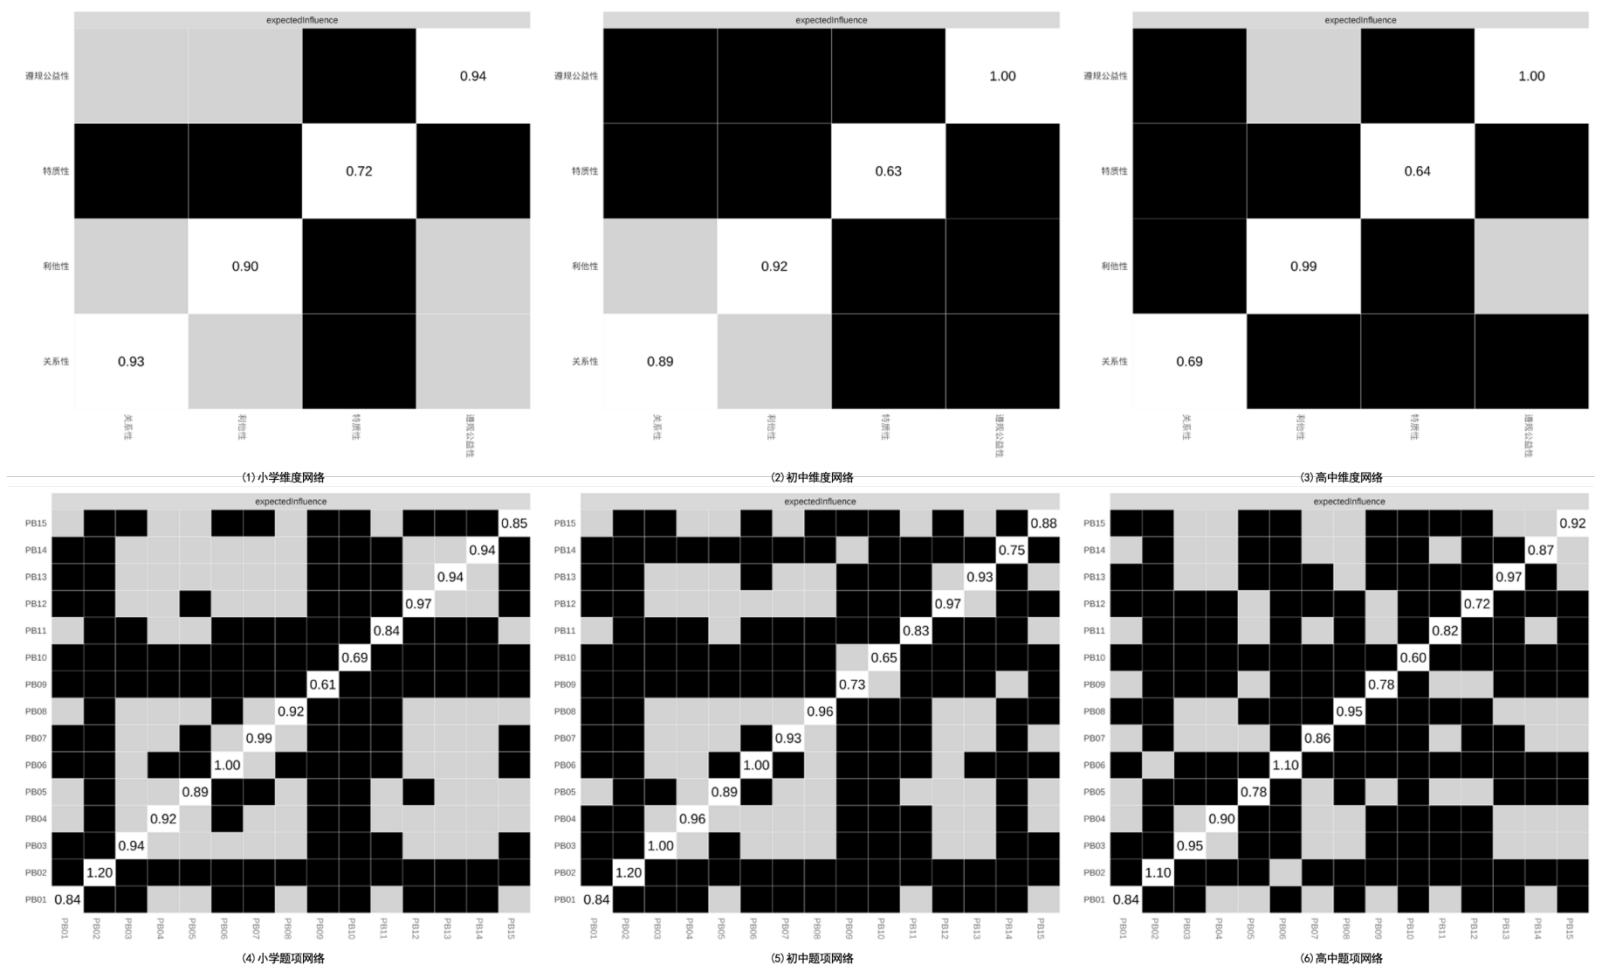 expectedInfluence
expectedInfluence
expectedInfluence
遵规公益性
0.94
特质性
0.72
利他性
0.90
关系性
0.93
关系性
利他性
特质性
遵规公益性
遵规公益性
1.00
特质性
0.63
利他性
0.92
关系性
0.89
关系性
利他性
特质性
遵规公益性
遵规公益性
1.00
特质性
0.64
利他性
0.99
关系性
0.69
关系性
利他性
特质性
遵规公益性
(1) 小学维度网络
(2) 初中维度网络
(3) 高中维度网络
expectedInfluence
expectedInfluence
expectedInfluence
PB15 0.85
PB14 0.94
PB13 0.94
PB12 0.97
PB11 0.84
PB10 0.69
PB09 0.61
PB08 0.92
PB07 0.99
PB06 1.00
PB05 0.89
PB04 0.92
PB03 0.94
PB02 1.20
PB01 0.84
PB01 PB02 PB03 PB04 PB05 PB06 PB07 PB08 PB09 PB10 PB11 PB12 PB13 PB14 PB15
PB15 0.88
PB14 0.75
PB13 0.93
PB12 0.97
PB11 0.83
PB10 0.65
PB09 0.73
PB08 0.96
PB07 0.93
PB06 1.00
PB05 0.89
PB04 0.96
PB03 1.00
PB02 1.20
PB01 0.84
PB01 PB02 PB03 PB04 PB05 PB06 PB07 PB08 PB09 PB10 PB11 PB12 PB13 PB14 PB15
PB15 0.92
PB14 0.87
PB13 0.97
PB12 0.72
PB11 0.82
PB10 0.60
PB09 0.78
PB08 0.95
PB07 0.86
PB06 1.10
PB05 0.78
PB04 0.90
PB03 0.95
PB02 1.10
PB01 0.84
PB01 PB02 PB03 PB04 PB05 PB06 PB07 PB08 PB09 PB10 PB11 PB12 PB13 PB14 PB15
(4) 小学题项网络
(5) 初中题项网络
(6) 高中题项网络